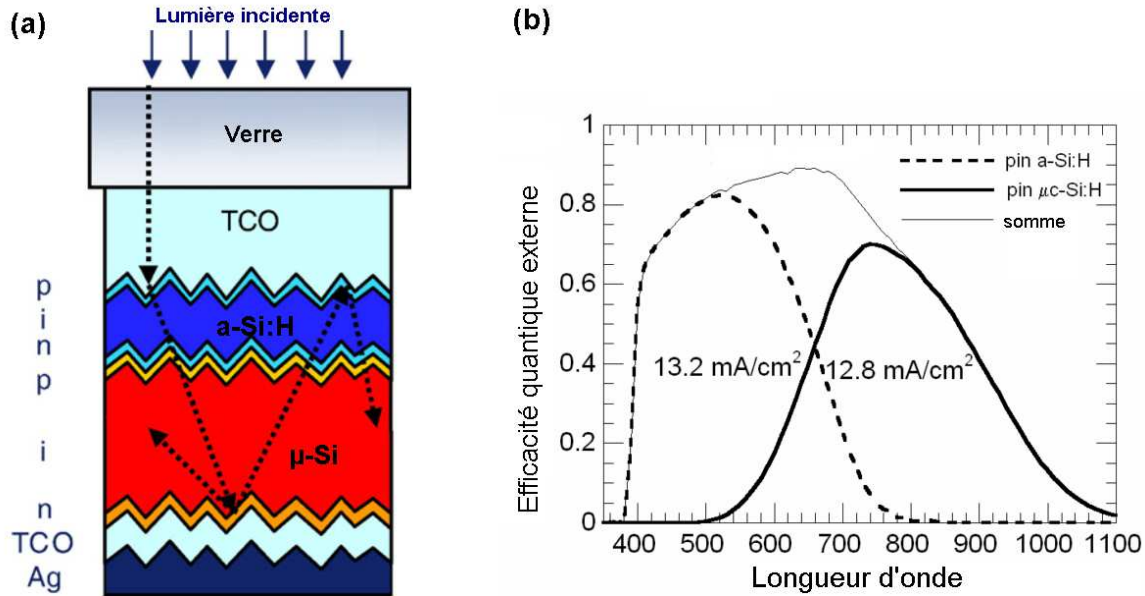 (a)
Lumière incidente
Verre
TCO
p
i
a-Si:H
n
p
i
µ-Si
n
TCO
Ag
(b)
Efficacité quantique externe
1
0.8
0.6
0.4
0.2
0
pin a-Si:H
pin µc-Si:H
somme
13.2 mA/cm²
12.8 mA/cm²
400 500 600 700 800 900 1000 1100
Longueur d'onde